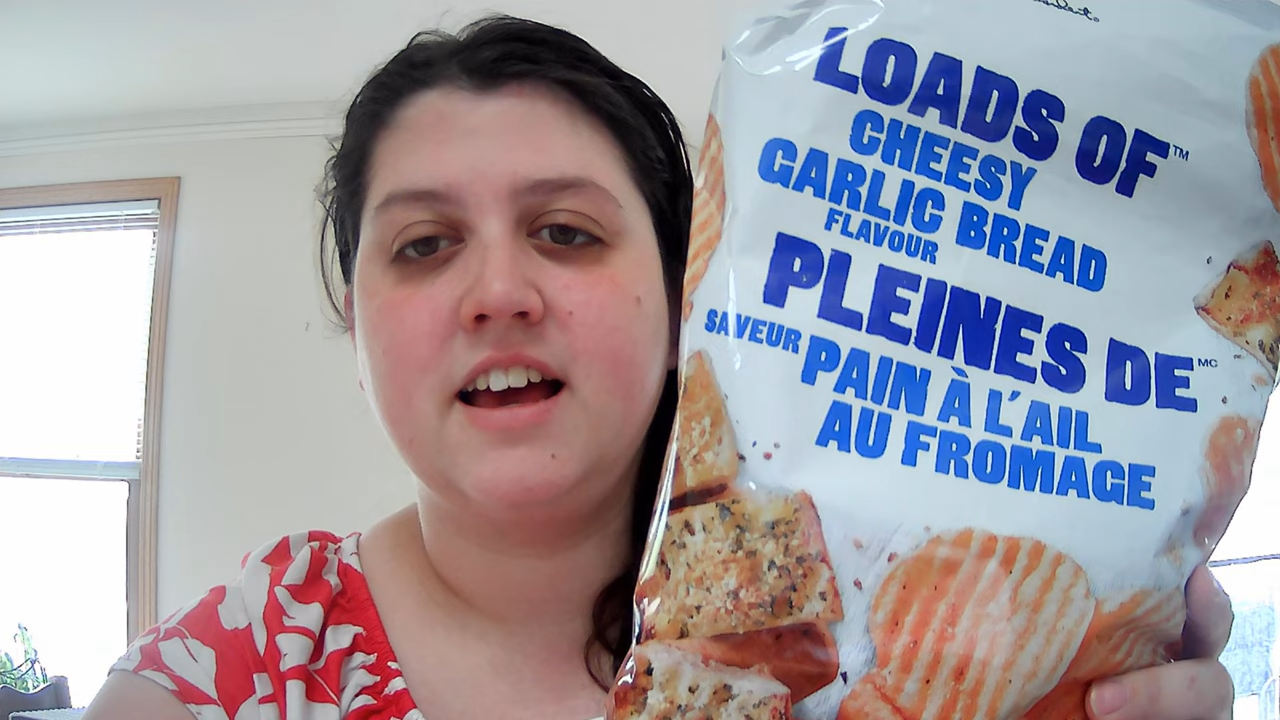 LOADS OF™
CHEESY
GARLIC BREAD
FLAVOUR
PLEINES DE MC
SAVEUR PAIN À L'AIL
AU FROMAGE